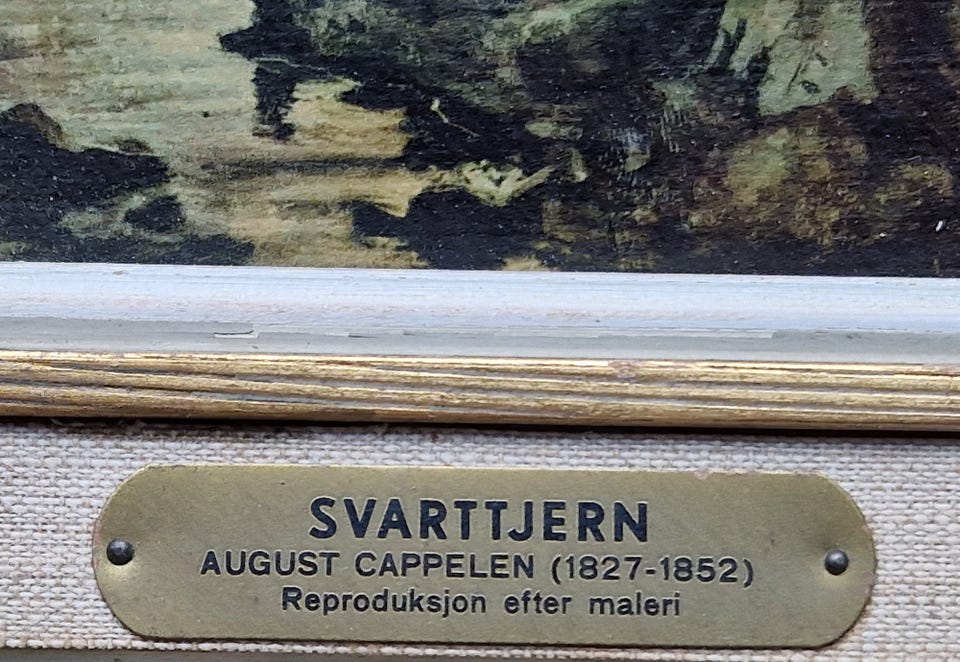 SVARTTJERN
AUGUST CAPPELEN (1827-1852)
Reproduksjon efter maleri